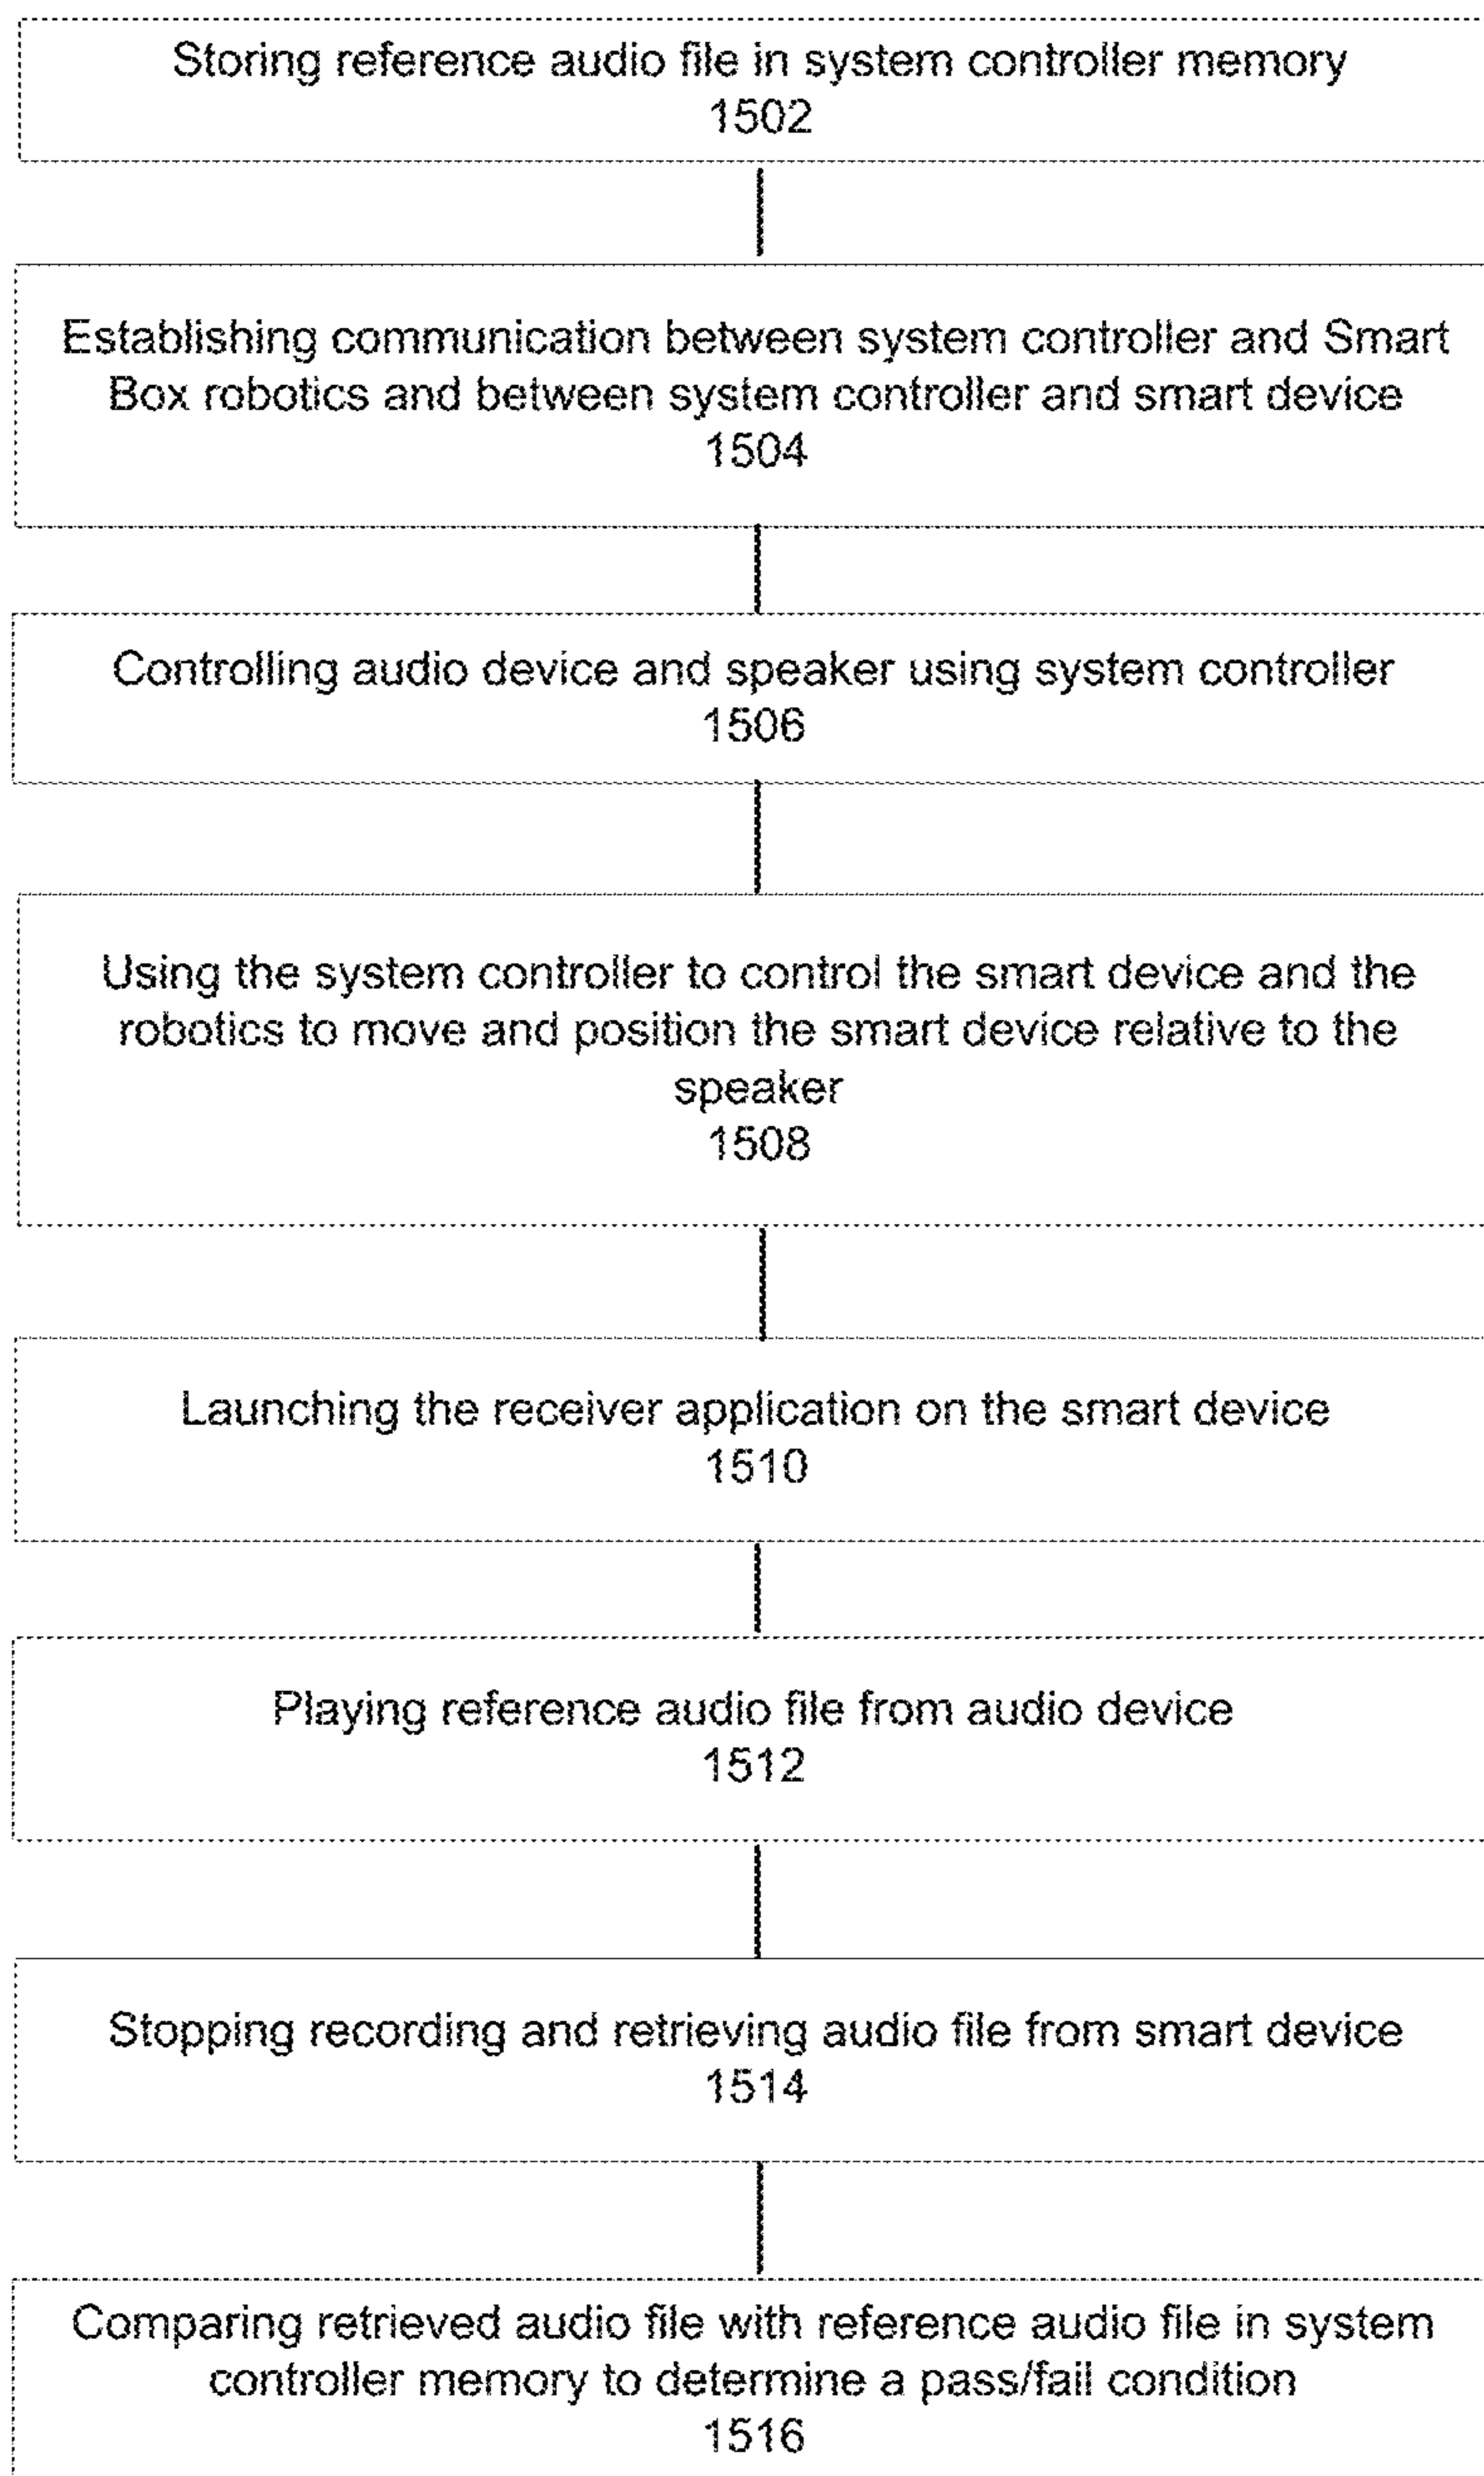 Storing reference audio file in system controller memory
1502
Establishing communication between system controller and Smart
Box robotics and between system controller and smart device
1504
Controlling audio device and speaker using system controller
1506
Using the system controller to control the smart device and the
robotics to move and position the smart device relative to the
speaker
1508
Launching the receiver application on the smart device
1510
Playing reference audio file from audio device
1512
Stopping recording and retrieving audio file from smart device
1514
Comparing retrieved audio file with reference audio file in system
controller memory to determine a pass/fail condition
1516